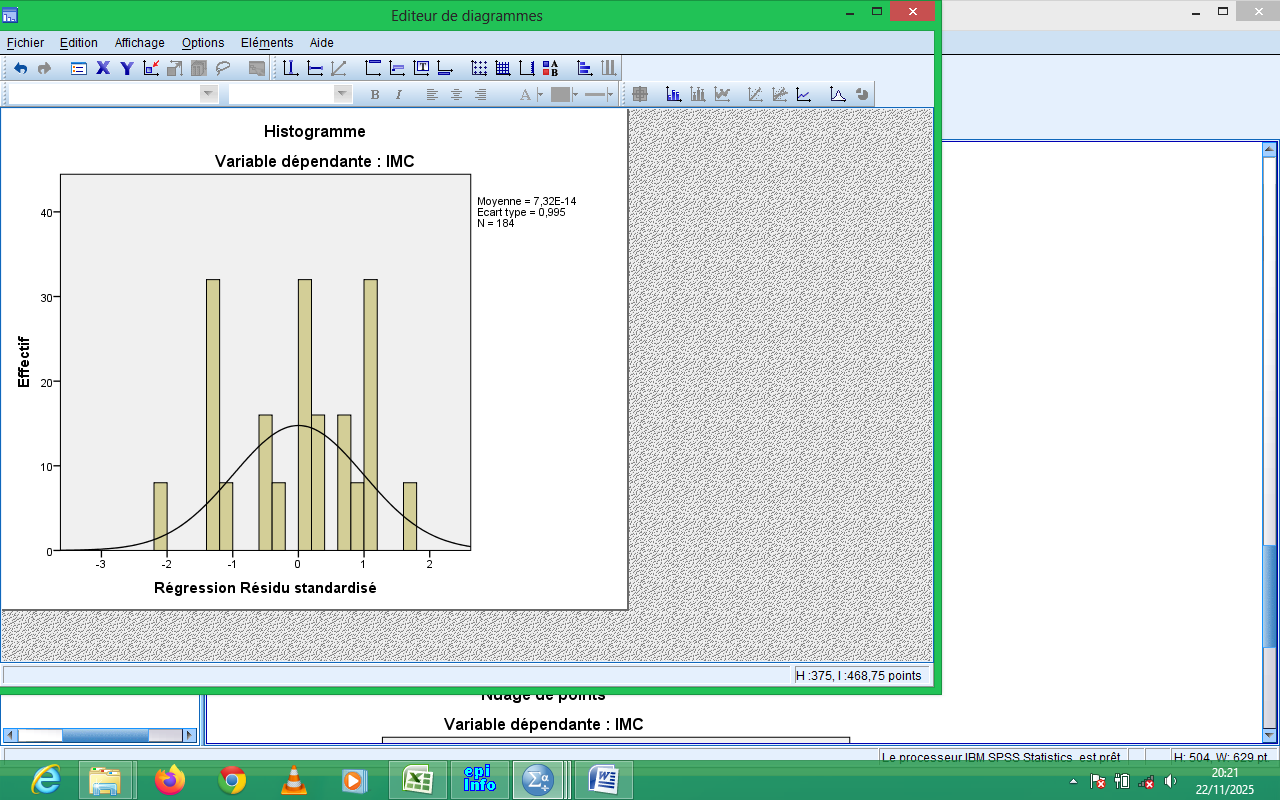 Editeur de diagrammes
Fichier Edition Affichage Options Eléments Aide
X Y T A B
B I A
Histogramme
Variable dépendante : IMC
Moyenne = 7,32E-14
Ecart type = 0,995
N = 184
40
30
20
10
0
Effectif
-3 -2 -1 0 1 2
Régression Résidu standardisé
H :375, l :468,75 points
Nuage de points
Variable dépendante : IMC
Le processeur IBM SPSS Statistics est prêt
H: 504, W: 629 pt.
epi
info
Σα
20:21
22/11/2025